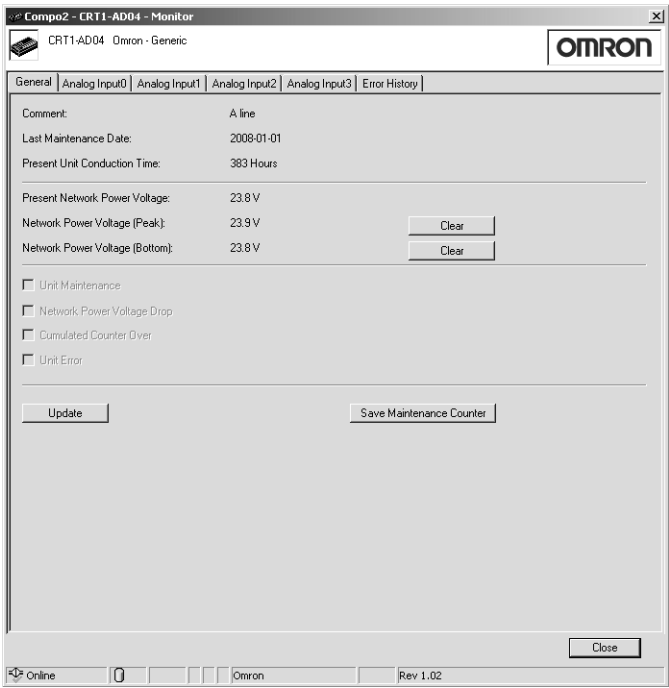 Compo2 - CRT1-AD04 - Monitor
CRT1-AD04 Omron - Generic
OMRON
General Analog Input0 Analog Input1 Analog Input2 Analog Input3 Error History
Comment: A line
Last Maintenance Date: 2008-01-01
Present Unit Conduction Time: 383 Hours
Present Network Power Voltage: 23.8 V
Network Power Voltage (Peak): 23.9 V Clear
Network Power Voltage (Bottom): 23.8 V Clear
Unit Maintenance
Network Power Voltage Drop
Cumulated Counter Over
Unit Error
Update Save Maintenance Counter
Close
Online Omron Rev 1.02